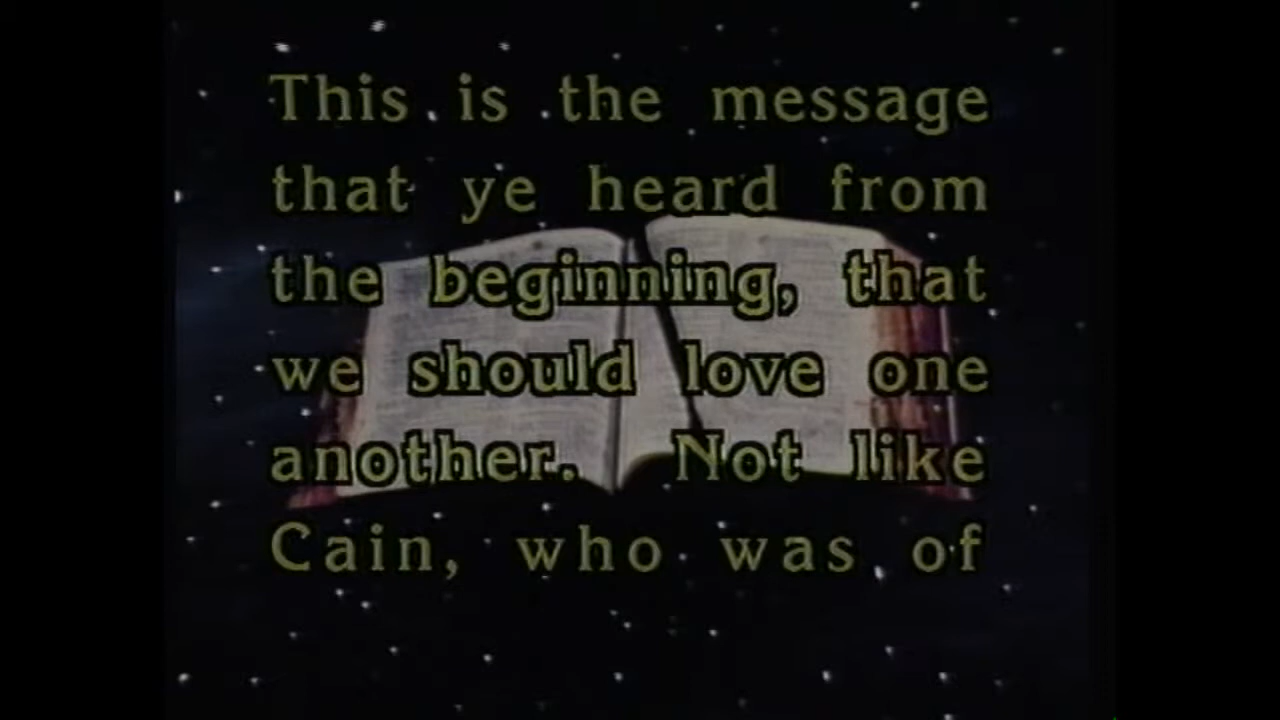 This is the message
that ye heard from
the beginning, that
we should love one
another. Not like
Cain, who was of